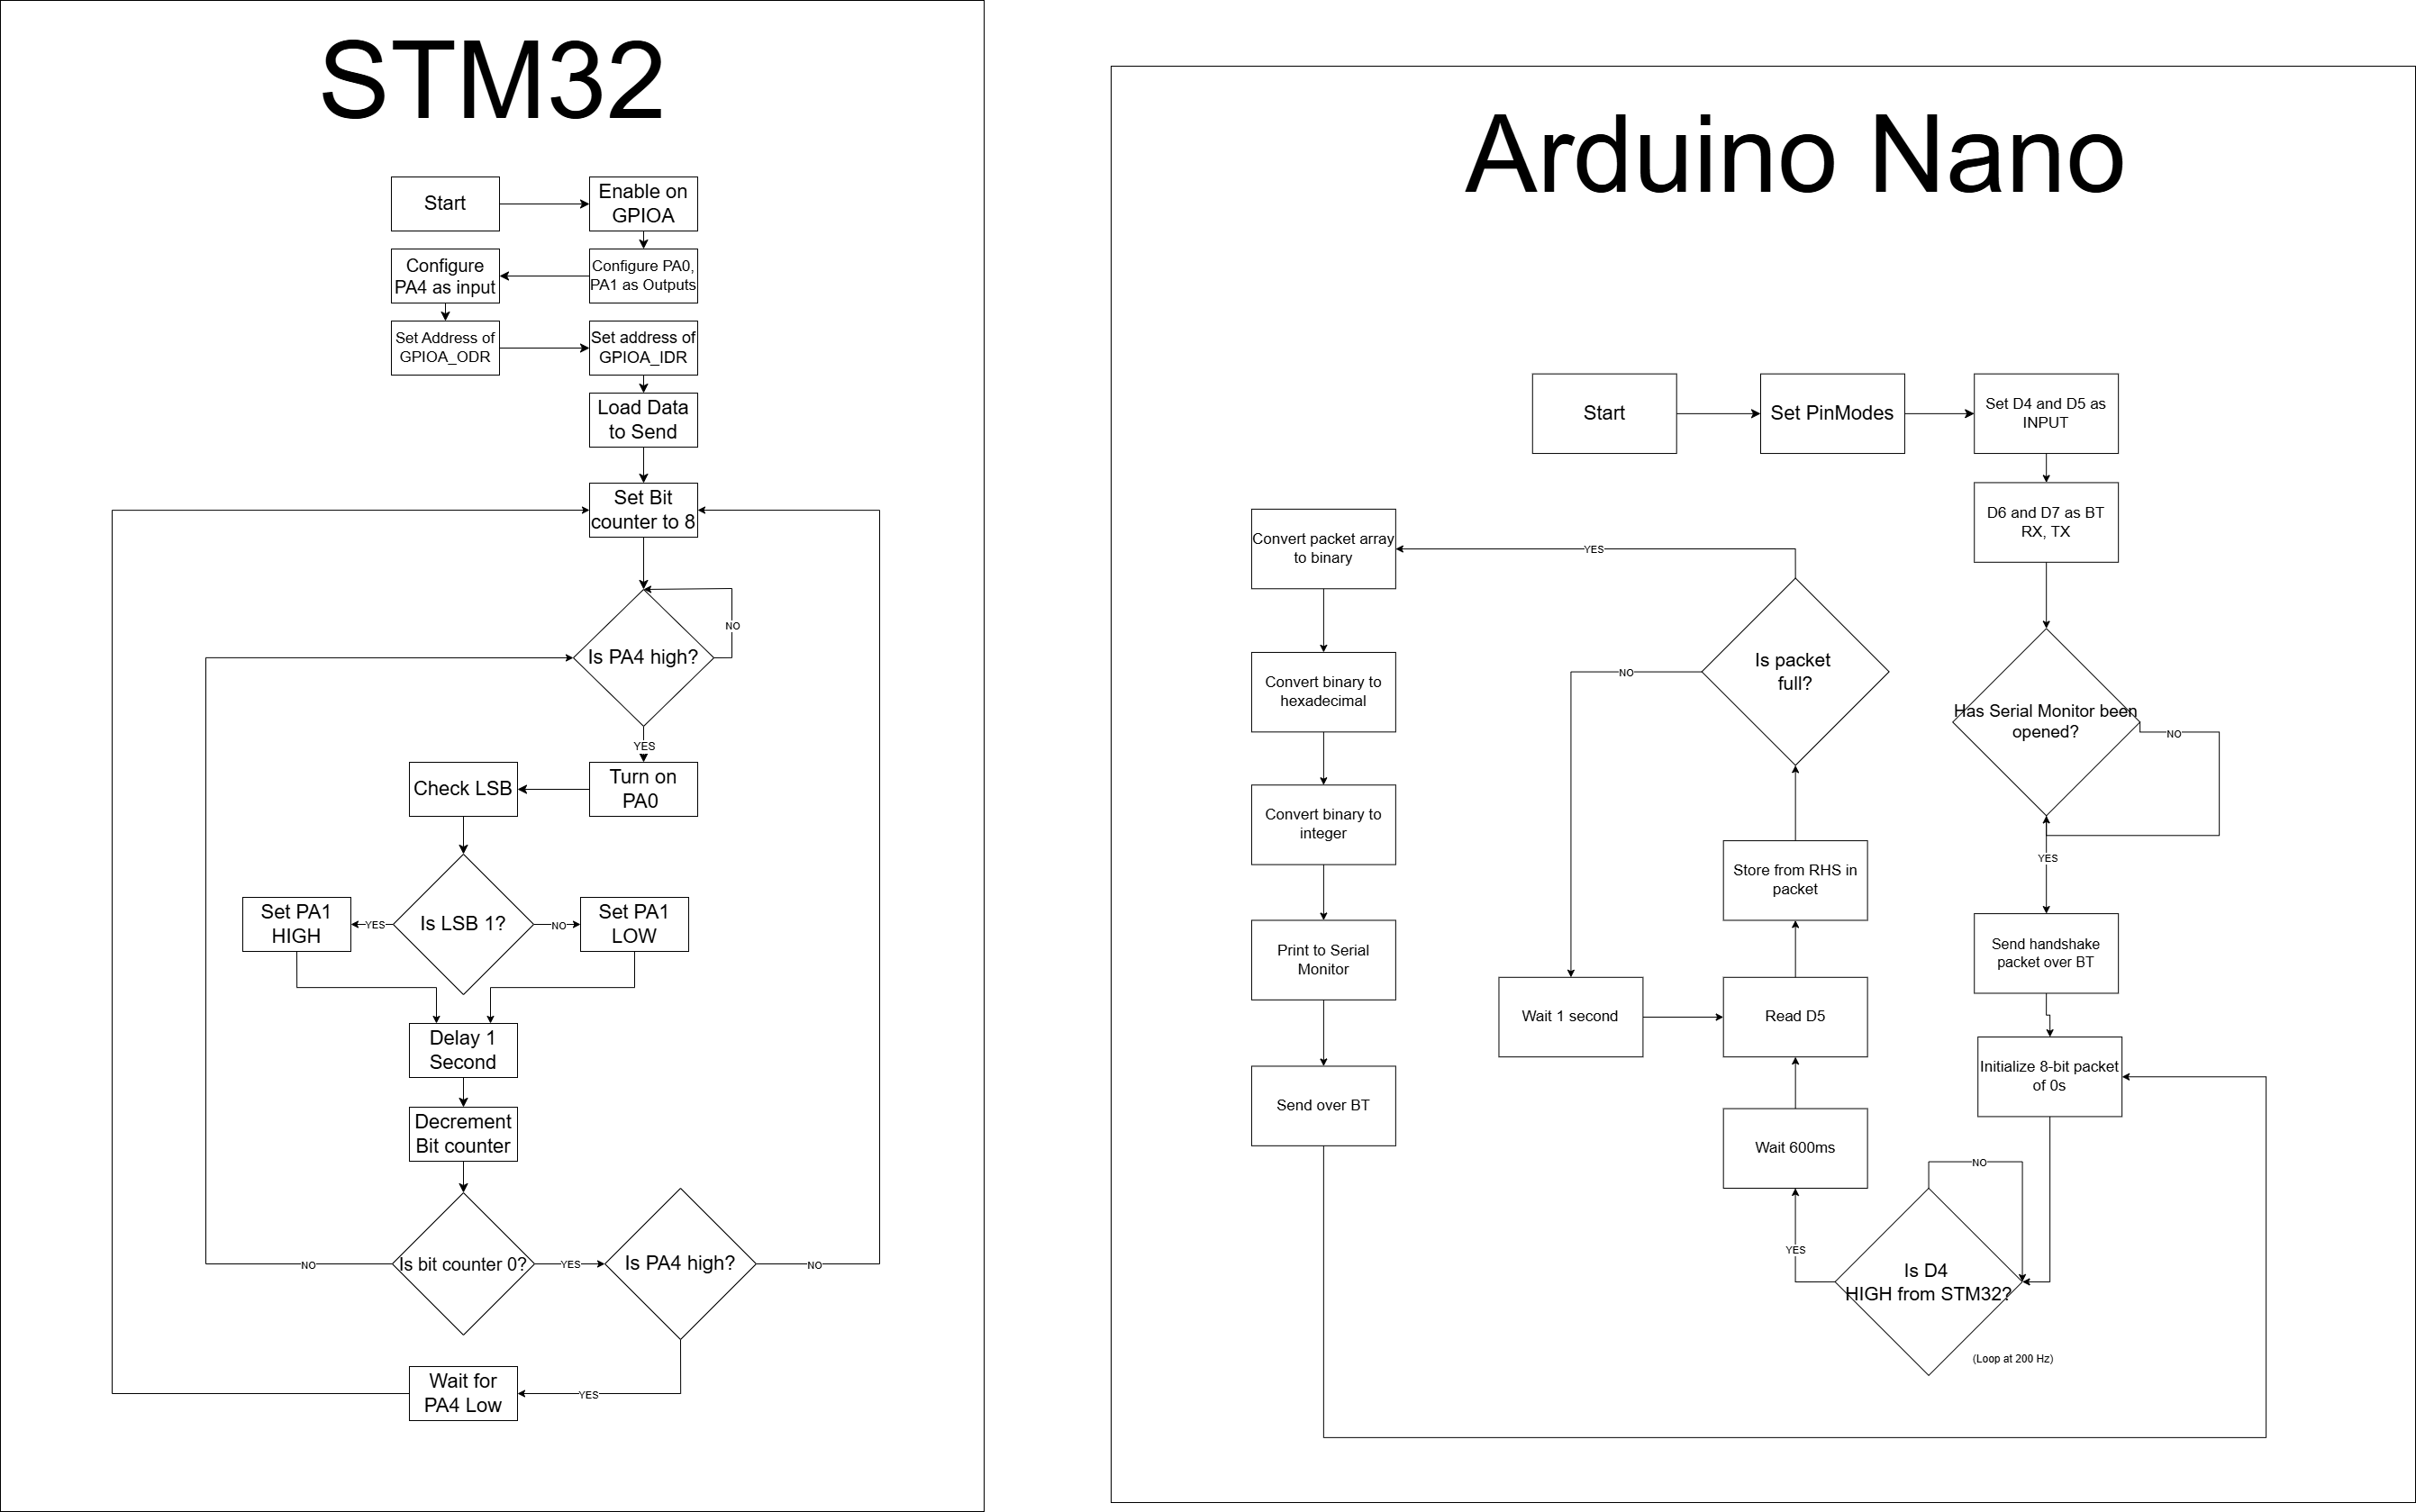 STM32
Start
Enable on
GPIOA
Configure
PA4 as input
Configure PA0,
PA1 as Outputs
Set Address of
GPIOA_ODR
Set address of
GPIOA_IDR
Load Data
to Send
Set Bit
counter to 8
Is PA4 high?
NO
YES
Turn on
PA0
Check LSB
Is LSB 1?
YES
NO
Set PA1
HIGH
Set PA1
LOW
Delay 1
Second
Decrement
Bit counter
Is bit counter 0?
NO
YES
Is PA4 high?
NO
YES
Wait for
PA4 Low
Arduino Nano
Start
Set PinModes
Set D4 and D5 as
INPUT
D6 and D7 as BT
RX, TX
Has Serial Monitor been
opened?
NO
YES
Send handshake
packet over BT
Initialize 8-bit packet
of 0s
Is D4
HIGH from STM32?
NO
(Loop at 200 Hz)
YES
Wait 600ms
Read D5
Store from RHS in
packet
Is packet
full?
NO
Wait 1 second
YES
Convert packet array
to binary
Convert binary to
hexadecimal
Convert binary to
integer
Print to Serial
Monitor
Send over BT